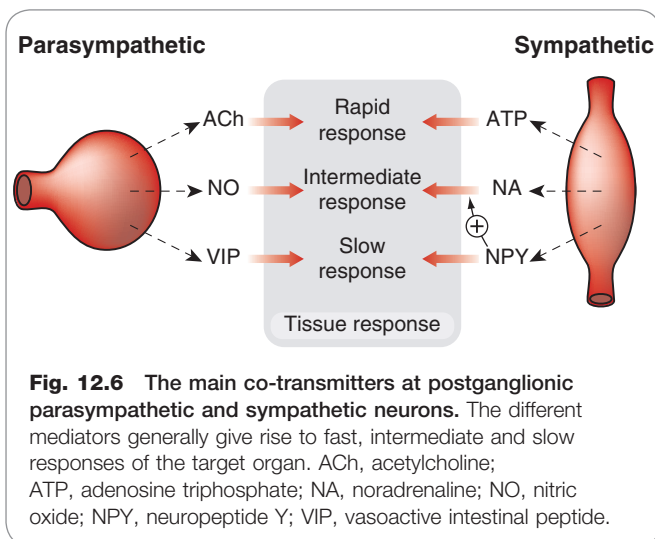 Parasympathetic Sympathetic
ACh Rapid response ATP
NO Intermediate response NA
+
VIP Slow response NPY
Tissue response
Fig. 12.6 The main co-transmitters at postganglionic
parasympathetic and sympathetic neurons. The different
mediators generally give rise to fast, intermediate and slow
responses of the target organ. ACh, acetylcholine;
ATP, adenosine triphosphate; NA, noradrenaline; NO, nitric
oxide; NPY, neuropeptide Y; VIP, vasoactive intestinal peptide.